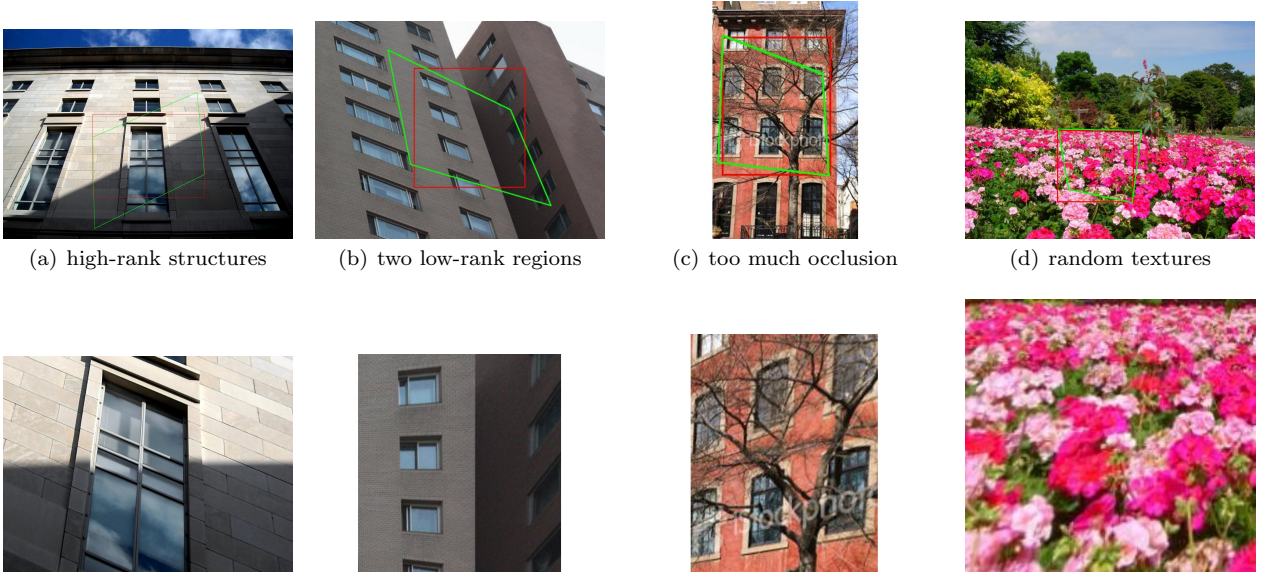 (a) high-rank structures
(b) two low-rank regions
(c) too much occlusion
(d) random textures